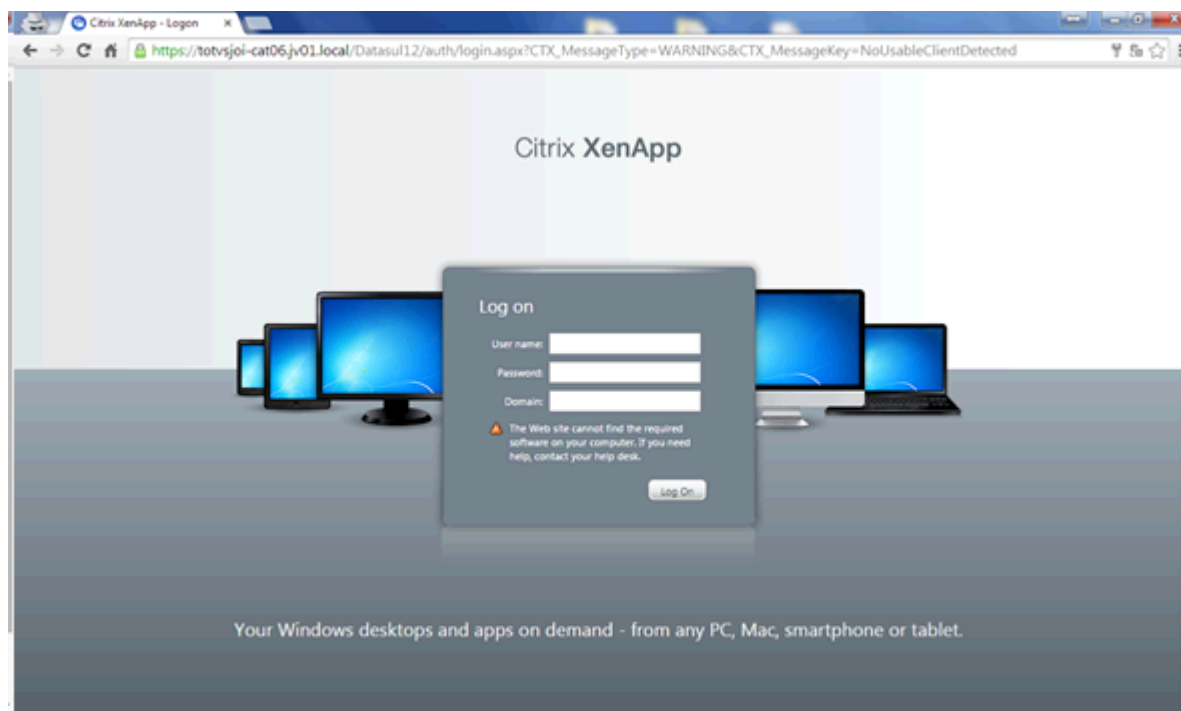 Citrix XenApp - Logon
https://totvsjoi-cat06.jv01.local/Datasul12/auth/login.aspx?CTX_MessageType=WARNING&CTX_MessageKey=NoUsableClientDetected
Citrix XenApp
Log on
User name:
Password:
Domain:
The Web site cannot find the required
software on your computer. If you need
help, contact your help desk.
Log On
Your Windows desktops and apps on demand - from any PC, Mac, smartphone or tablet.